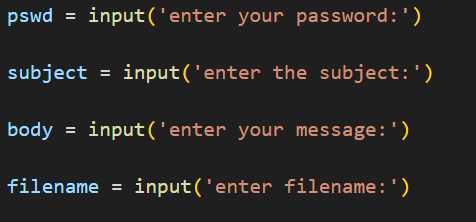 pswd = input('enter your password:')
subject = input('enter the subject:')
body = input('enter your message:')
filename = input('enter filename:')